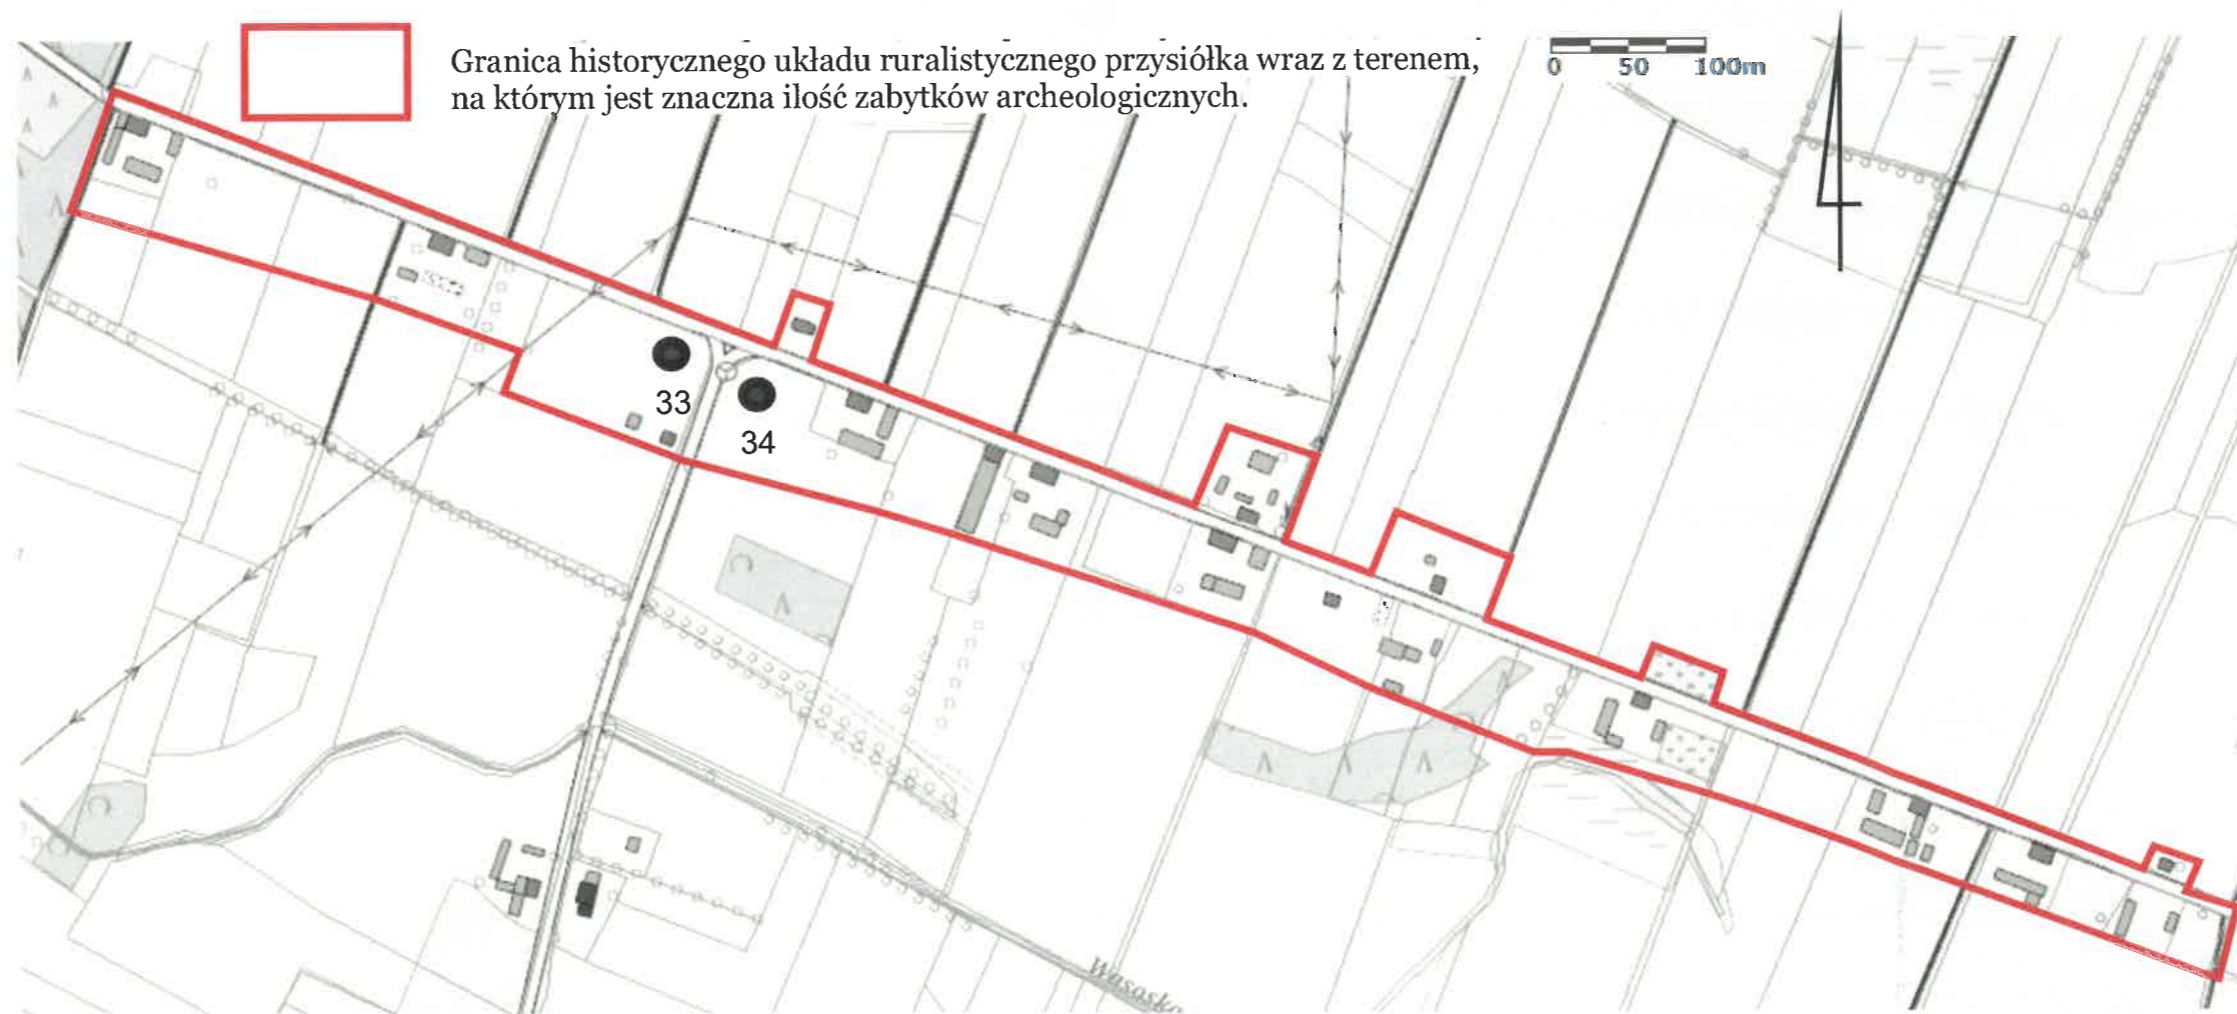 Granica historycznego układu ruralistycznego przysiółka wraz z terenem,
na którym jest znaczna ilość zabytków archeologicznych.
0 50 100m
33
34